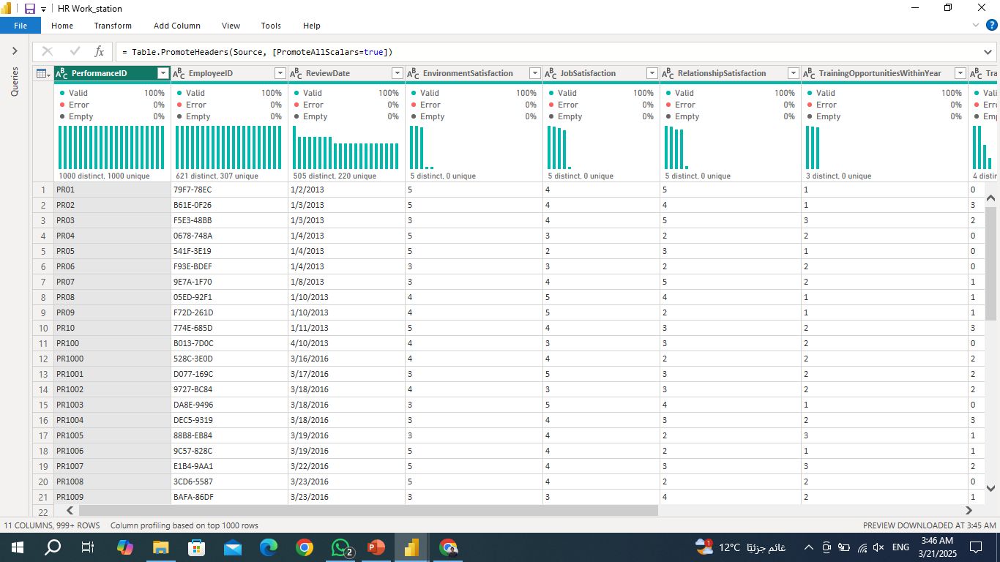 HR Work_station
File Home Transform Add Column View Tools Help
Queries
fx = Table.PromoteHeaders(Source, [PromoteAllScalars=true])
ABC PerformanceID ABC EmployeeID ABC ReviewDate ABC EnvironmentSatisfaction ABC JobSatisfaction ABC RelationshipSatisfaction ABC TrainingOpportunitiesWithinYear ABC Tra
Valid 100% Valid 100% Valid 100% Valid 100% Valid 100% Valid 100% Valid 100% Vali
Error 0% Error 0% Error 0% Error 0% Error 0% Error 0% Error 0% Erro
Empty 0% Empty 0% Empty 0% Empty 0% Empty 0% Empty 0% Empty 0% Em
1000 distinct, 1000 unique 621 distinct, 307 unique 505 distinct, 220 unique 5 distinct, 0 unique 5 distinct, 0 unique 5 distinct, 0 unique 3 distinct, 0 unique 4 distin
1 PR01 79F7-78EC 1/2/2013 5 4 5 1 0
2 PR02 B61E-0F26 1/3/2013 5 4 4 1 3
3 PR03 F5E3-48BB 1/3/2013 3 4 5 3 2
4 PR04 0678-748A 1/4/2013 5 3 2 2 0
5 PR05 541F-3E19 1/4/2013 5 2 3 1 0
6 PR06 F93E-BDEF 1/4/2013 3 3 2 2 0
7 PR07 9E7A-1F70 1/8/2013 3 4 5 2 1
8 PR08 05ED-92F1 1/10/2013 4 5 4 1 1
9 PR09 F72D-261D 1/10/2013 4 5 2 1 1
10 PR10 774E-685D 1/11/2013 5 4 3 2 3
11 PR100 B013-7D0C 4/10/2013 4 3 3 2 0
12 PR1000 528C-3E0D 3/16/2016 4 4 2 2 2
13 PR1001 D077-169C 3/17/2016 3 5 3 2 2
14 PR1002 9727-BC84 3/18/2016 4 3 3 2 2
15 PR1003 DA8E-9496 3/18/2016 3 5 4 1 0
16 PR1004 DEC5-9319 3/18/2016 3 4 3 2 3
17 PR1005 88B8-EB84 3/19/2016 3 4 2 3 1
18 PR1006 9C57-828C 3/19/2016 5 4 2 1 1
19 PR1007 E1B4-9AA1 3/22/2016 5 4 3 3 2
20 PR1008 3CD6-5587 3/23/2016 5 4 2 2 0
21 PR1009 BAFA-86DF 3/23/2016 3 3 4 2 1
22
11 COLUMNS, 999+ ROWS Column profiling based on top 1000 rows PREVIEW DOWNLOADED AT 3:45 AM
2 P 1 12°C غائم جزئيًا ENG 3:46 AM
3/21/2025